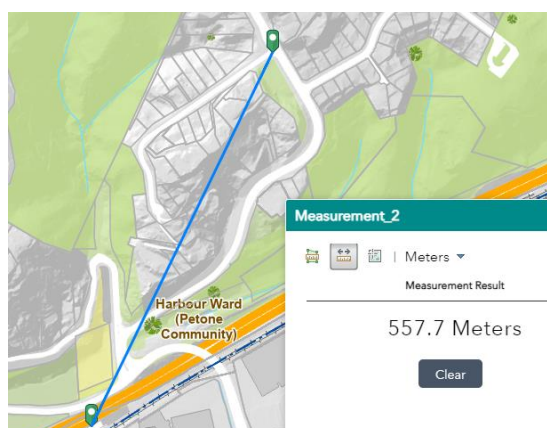 Measurement_2
| Meters
Measurement Result
557.7 Meters
Clear
Harbour Ward
(Petone
Community)